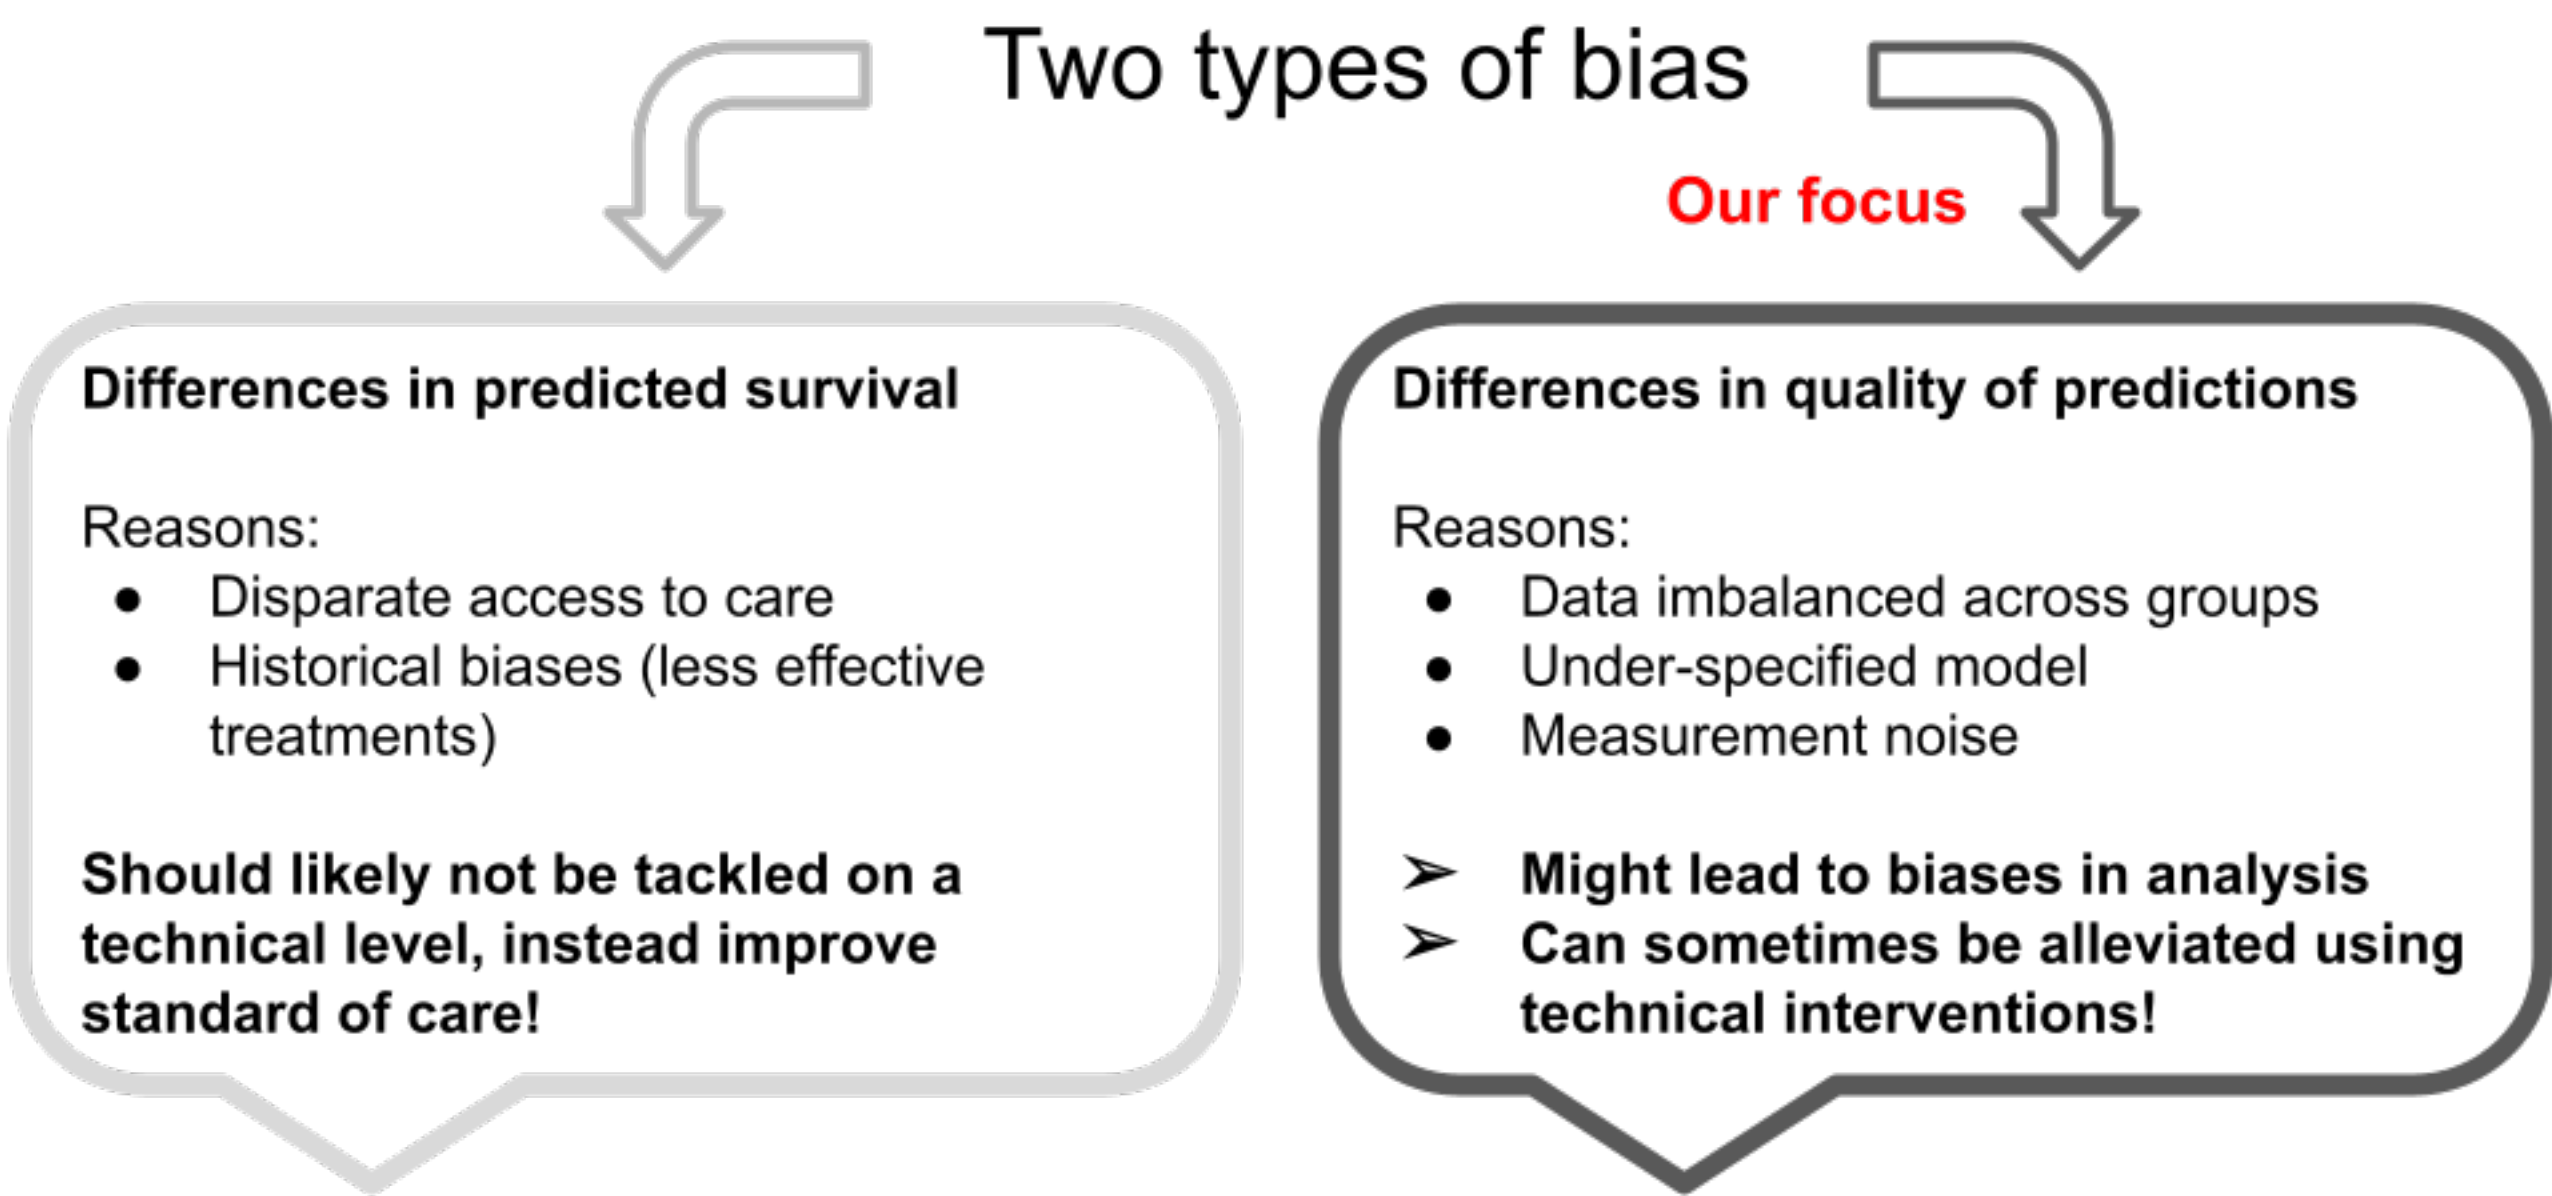 Two types of bias
Our focus
Differences in predicted survival
Reasons:
● Disparate access to care
● Historical biases (less effective
treatments)
Should likely not be tackled on a
technical level, instead improve
standard of care!
Differences in quality of predictions
Reasons:
● Data imbalanced across groups
● Under-specified model
● Measurement noise
➢ Might lead to biases in analysis
➢ Can sometimes be alleviated using
technical interventions!